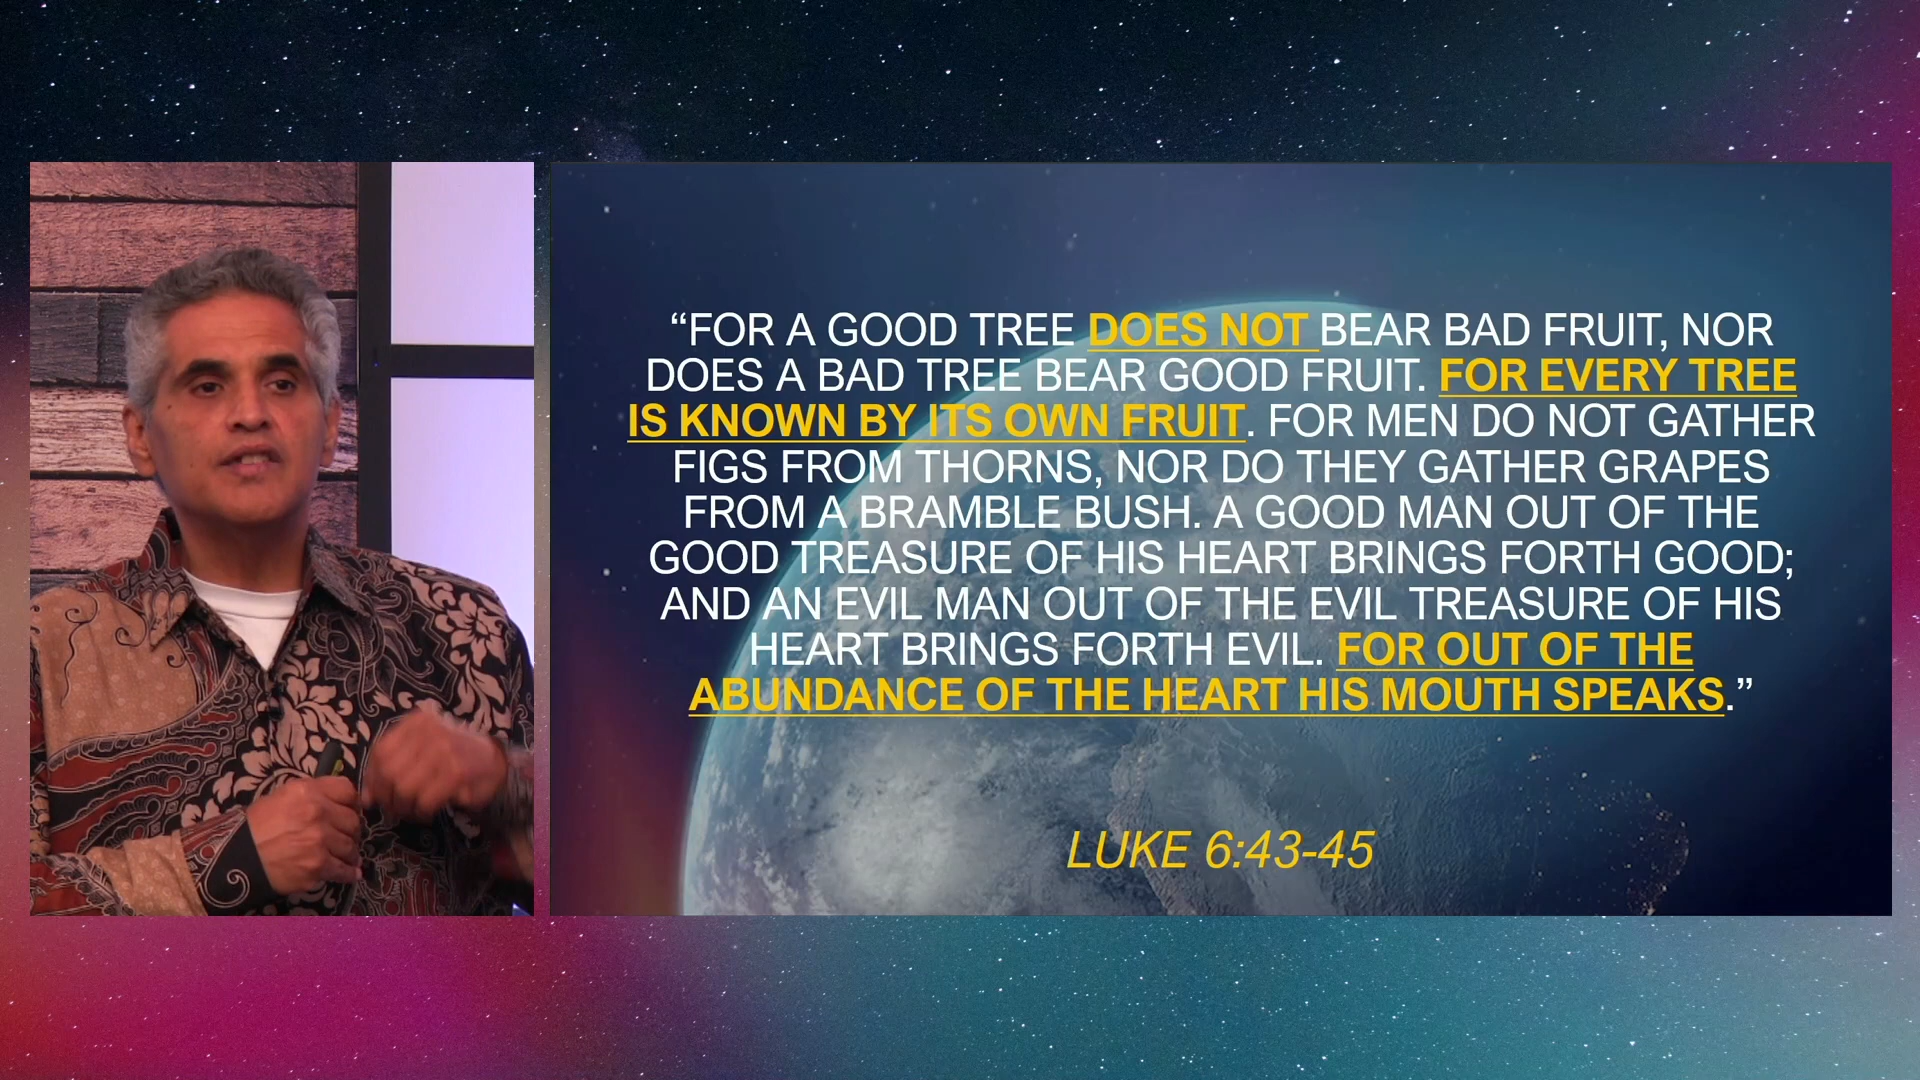 “FOR A GOOD TREE DOES NOT BEAR BAD FRUIT, NOR
DOES A BAD TREE BEAR GOOD FRUIT. FOR EVERY TREE
IS KNOWN BY ITS OWN FRUIT. FOR MEN DO NOT GATHER
FIGS FROM THORNS, NOR DO THEY GATHER GRAPES
FROM A BRAMBLE BUSH. A GOOD MAN OUT OF THE
GOOD TREASURE OF HIS HEART BRINGS FORTH GOOD;
AND AN EVIL MAN OUT OF THE EVIL TREASURE OF HIS
HEART BRINGS FORTH EVIL. FOR OUT OF THE
ABUNDANCE OF THE HEART HIS MOUTH SPEAKS.”
LUKE 6:43-45